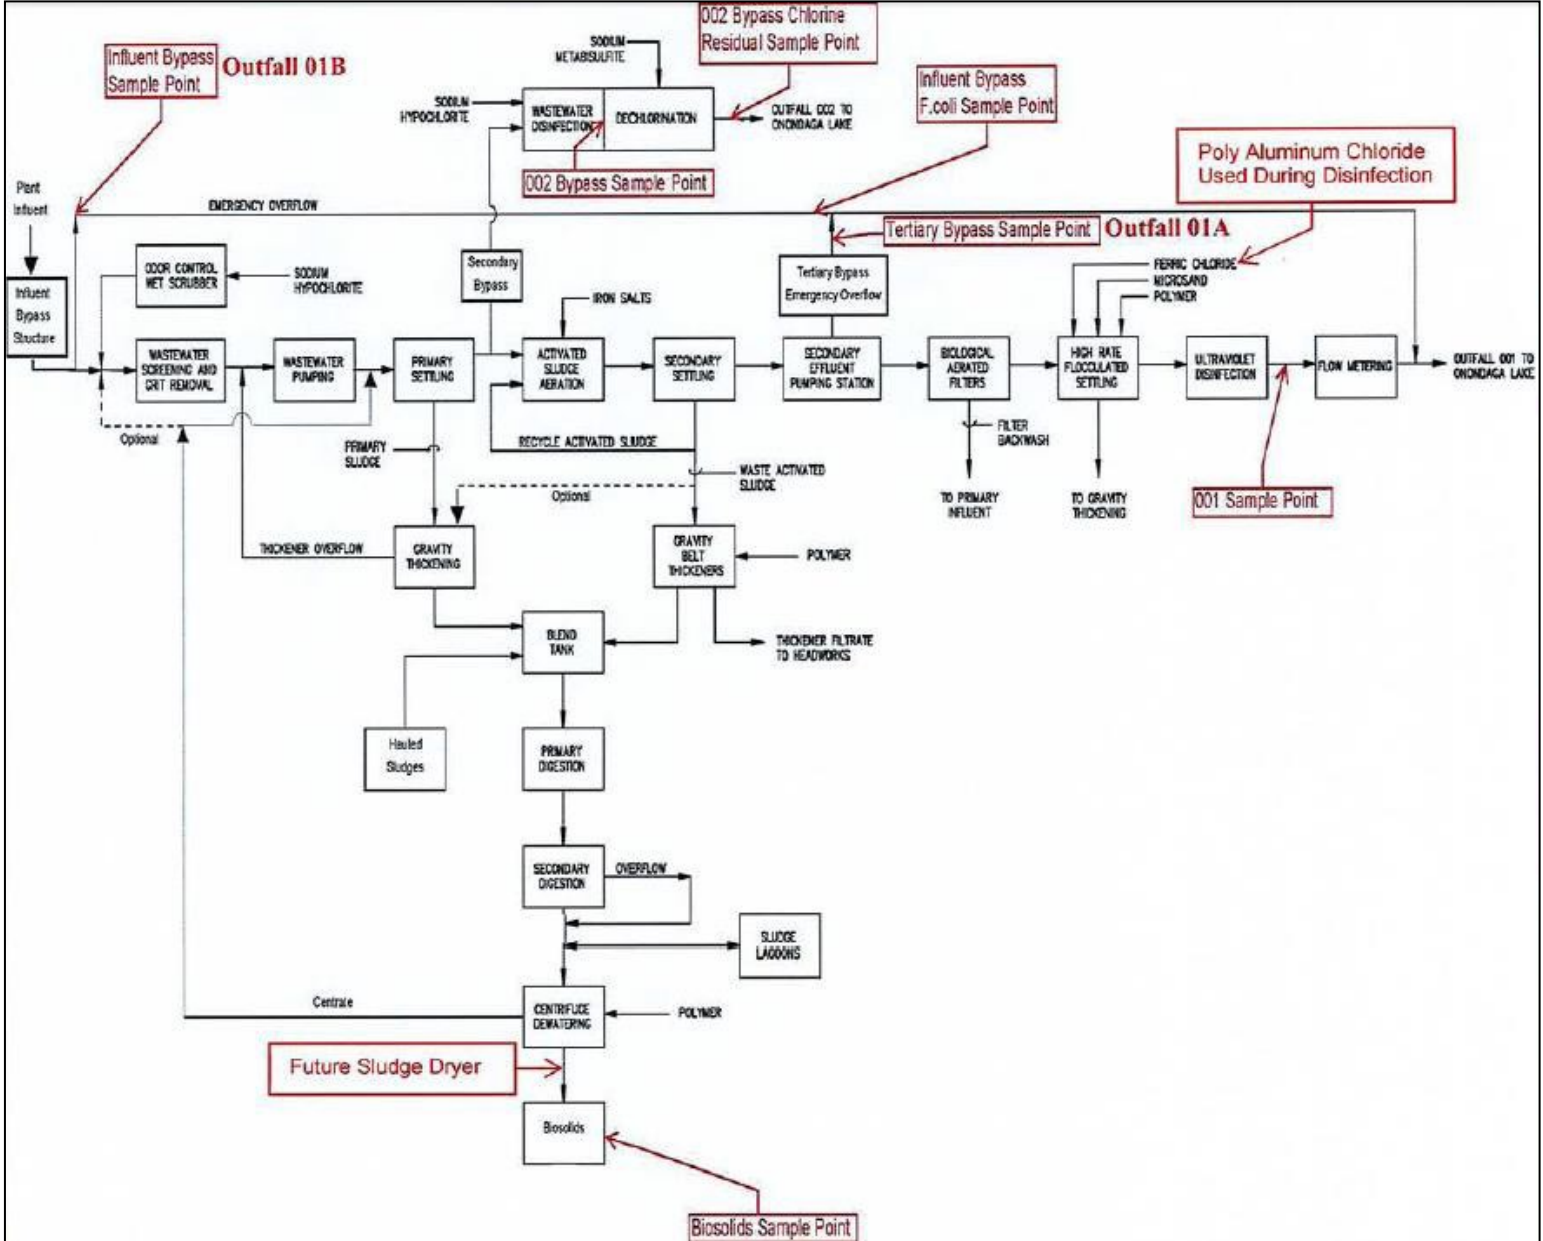 002 Bypass Chlorine
Residual Sample Point
Influent Bypass
Sample Point
Outfall 01B
SODIUM
METABISULFITE
Influent Bypass
F.coli Sample Point
SODIUM
HYPOCHLORITE
WASTEWATER
DISINFECTION
DECHLORINATION
OUTFALL 002 TO
ONONDAGA LAKE
Poly Aluminum Chloride
Used During Disinfection
002 Bypass Sample Point
Plant
Influent
EMERGENCY OVERFLOW
Tertiary Bypass Sample Point
Outfall 01A
ODOR CONTROL
WET SCRUBBER
SODIUM
HYPOCHLORITE
Secondary
Bypass
Tertiary Bypass
Emergency Overflow
FERRIC CHLORIDE
MICROSAND
POLYMER
Influent
Bypass
Structure
IRON SALTS
WASTEWATER
SCREENING AND
GRIT REMOVAL
WASTEWATER
PUMPING
PRIMARY
SETTLING
ACTIVATED
SLUDGE
AERATION
SECONDARY
SETTLING
SECONDARY
EFFLUENT
PUMPING STATION
BIOLOGICAL
AERATED
FILTERS
HIGH RATE
FLOCCULATED
SETTLING
ULTRAVIOLET
DISINFECTION
FLOW METERING
OUTFALL 001 TO
ONONDAGA LAKE
Optional
PRIMARY
SLUDGE
RECYCLE ACTIVATED SLUDGE
FILTER
BACKWASH
WASTE ACTIVATED
SLUDGE
Optional
TO PRIMARY
INFLUENT
TO GRAVITY
THICKENING
001 Sample Point
THICKENER OVERFLOW
GRAVITY
THICKENING
GRAVITY
BELT
THICKENERS
POLYMER
BLEND
TANK
THICKENER FILTRATE
TO HEADWORKS
Hauled
Sludges
PRIMARY
DIGESTION
SECONDARY
DIGESTION
OVERFLOW
SLUDGE
LAGOONS
Centrate
CENTRIFUGE
DEWATERING
POLYMER
Future Sludge Dryer
Biosolids
Biosolids Sample Point